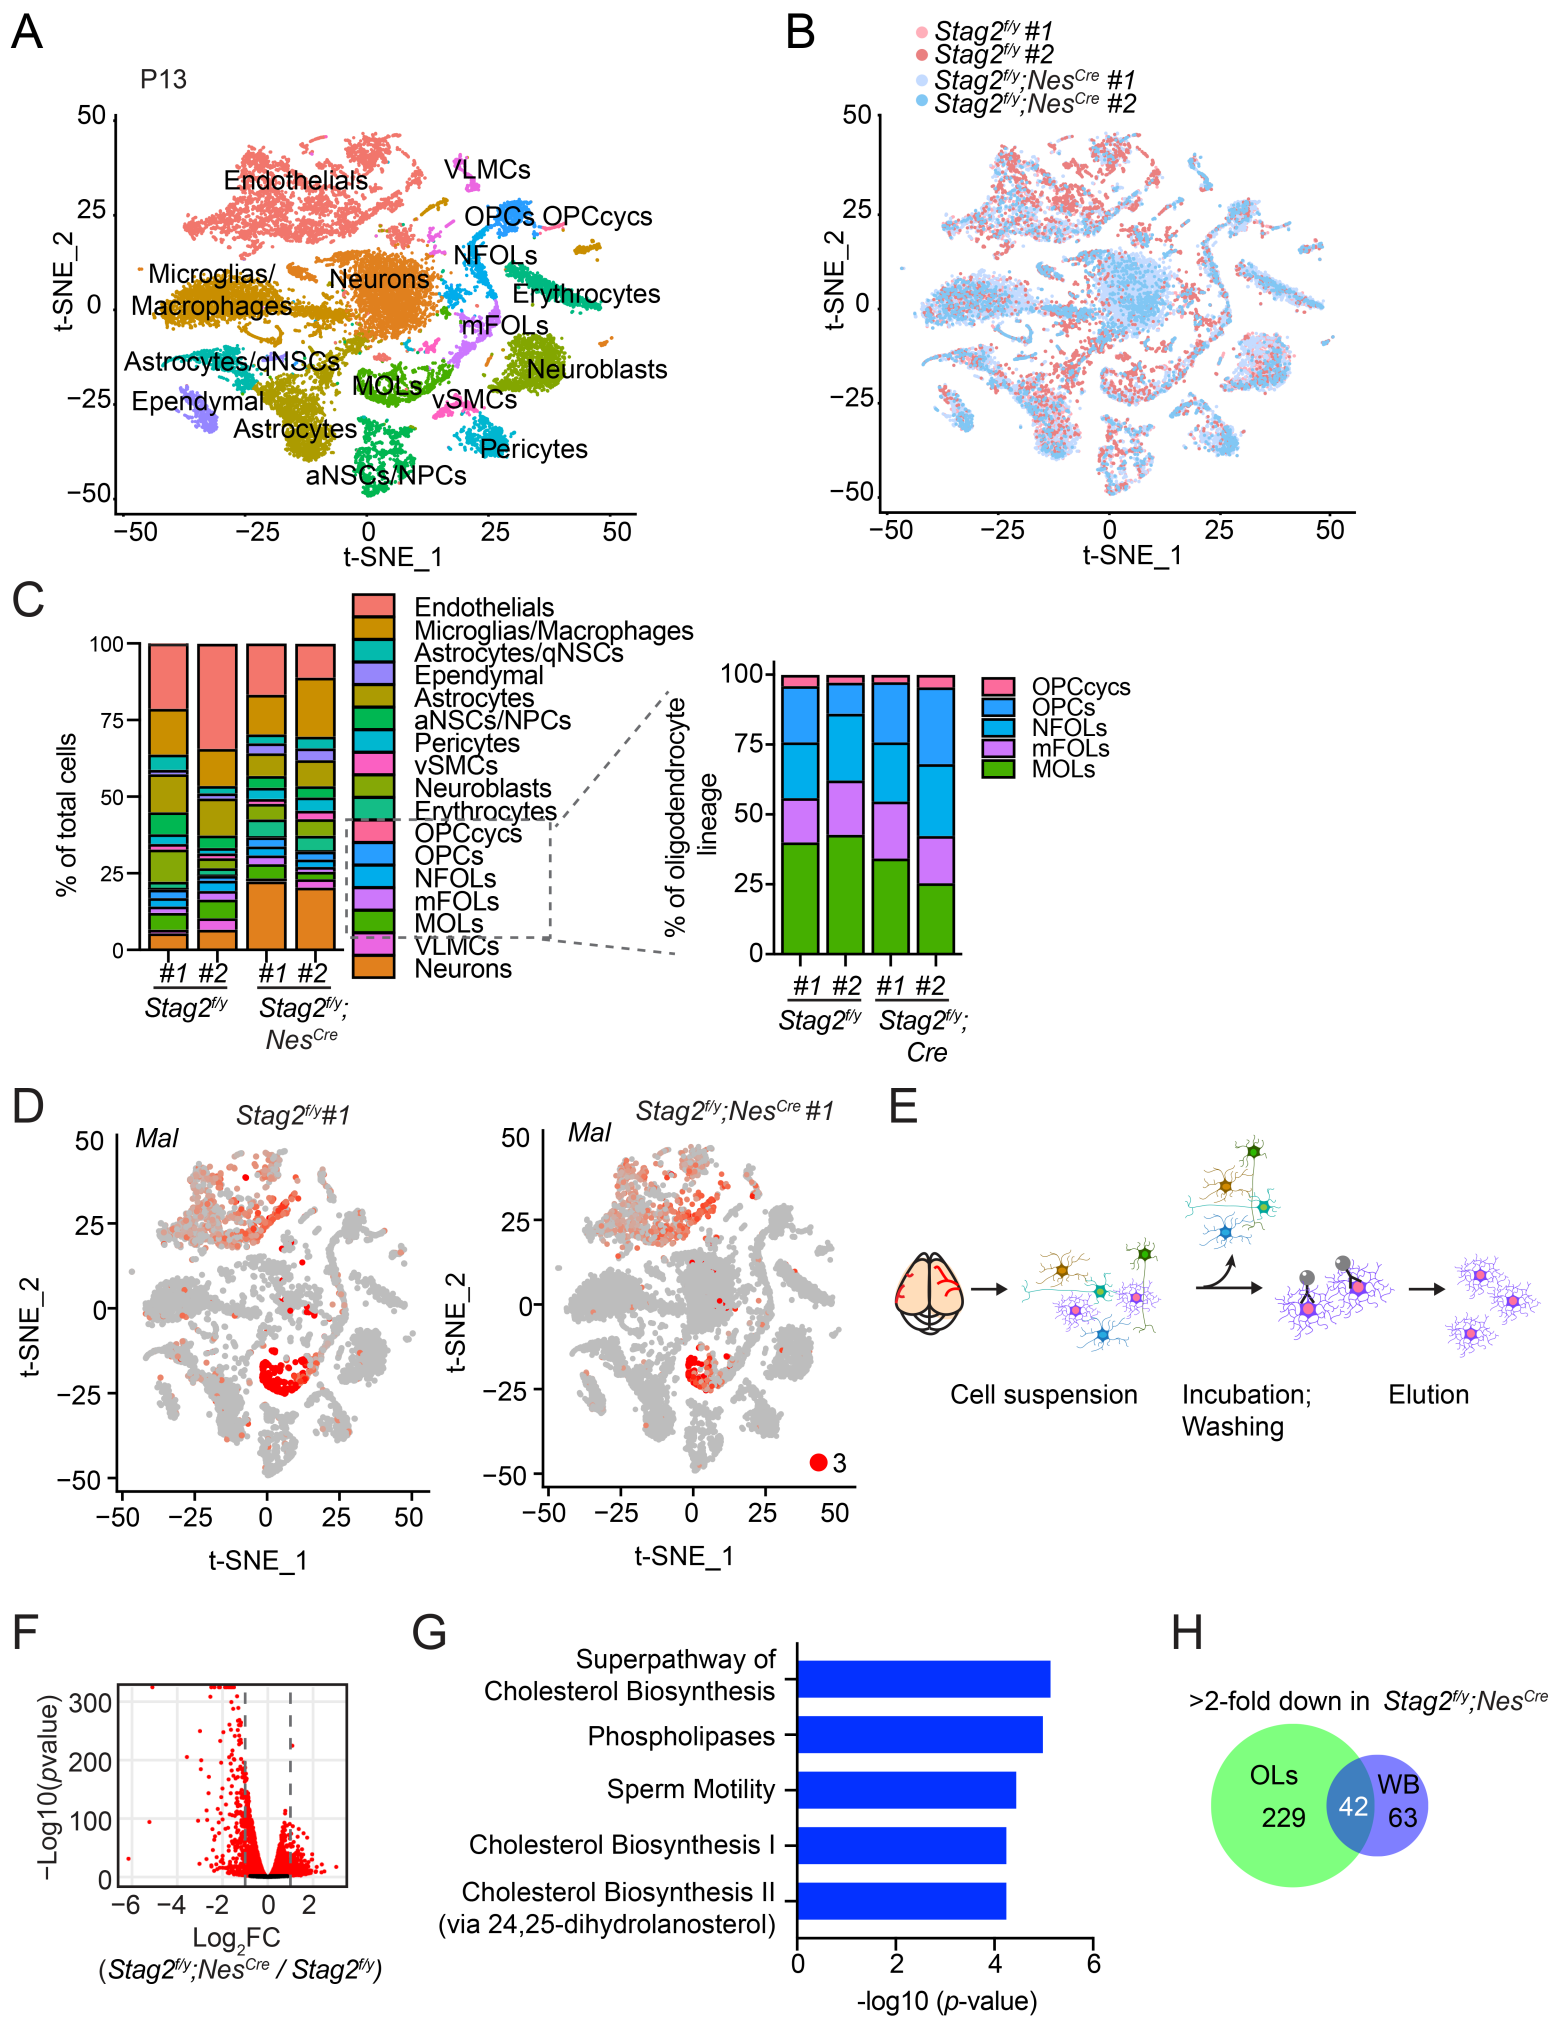 A
P13
50
25
0
−25
−50
t-SNE_2
Endothelials
VLMCs
OPCs OPCcycs
NFOLs
Microglias/
Macrophages
Neurons
Erythrocytes
mFOLs
Astrocytes/qNSCs
MOLs
Neuroblasts
Ependymal
vSMCs
Astrocytes
Pericytes
aNSCs/NPCs
−50 −25 0 25 50
t-SNE_1
B
Stag2f/y #1
Stag2f/y #2
Stag2f/y;NesCre #1
Stag2f/y;NesCre #2
50
25
0
−25
−50
t-SNE_2
−50 −25 0 25 50
t-SNE_1
C
% of total cells
100
75
50
25
0
#1 #2 #1 #2
Stag2f/y Stag2f/y;
NesCre
Endothelials
Microglias/Macrophages
Astrocytes/qNSCs
Ependymal
Astrocytes
aNSCs/NPCs
Pericytes
vSMCs
Neuroblasts
Erythrocytes
OPCcycs
OPCs
NFOLs
mFOLs
MOLs
VLMCs
Neurons
% of oligodendrocyte
lineage
100
75
50
25
0
#1 #2 #1 #2
Stag2f/y Stag2f/y;
Cre
OPCcycs
OPCs
NFOLs
mFOLs
MOLs
D
Stag2f/y#1
Mal
50
25
0
−25
−50
t-SNE_2
−50 −25 0 25 50
t-SNE_1
Stag2f/y;NesCre #1
Mal
50
25
0
−25
−50
t-SNE_2
3
−50 −25 0 25 50
t-SNE_1
E
Cell suspension
Incubation;
Washing
Elution
F
−Log10(pvalue)
300
200
100
0
−6 −4 −2 0 2
Log2FC
(Stag2f/y;NesCre / Stag2f/y)
G
Superpathway of
Cholesterol Biosynthesis
Phospholipases
Sperm Motility
Cholesterol Biosynthesis I
Cholesterol Biosynthesis II
(via 24,25-dihydrolanosterol)
0 2 4 6
-log10 (p-value)
H
>2-fold down in Stag2f/y;NesCre
OLs
229
42
WB
63